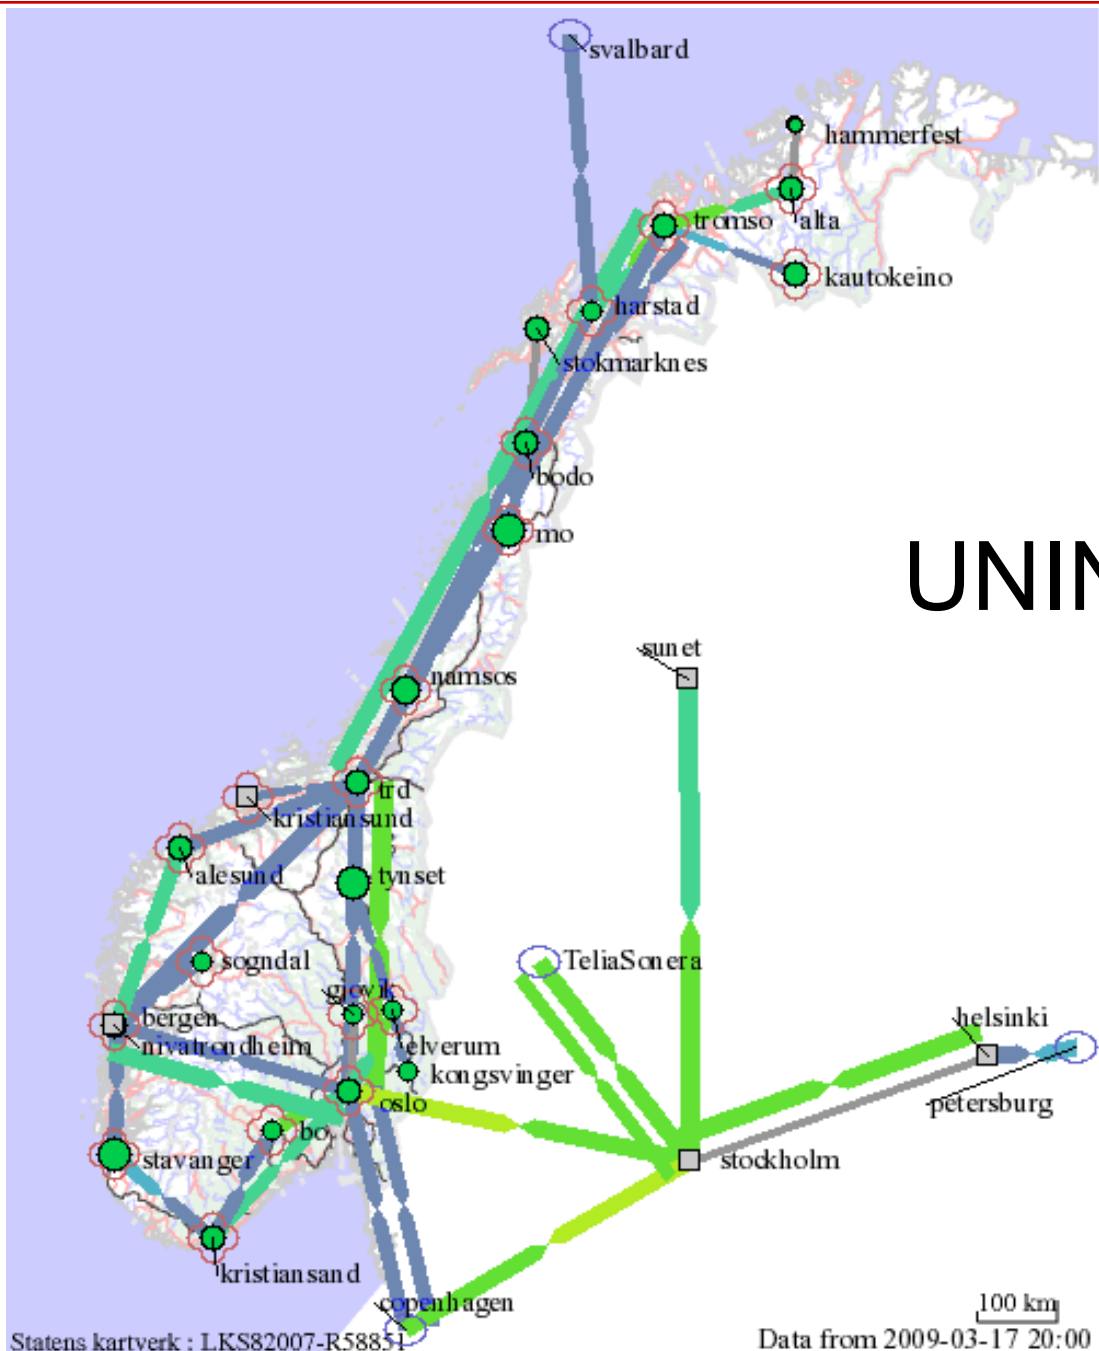 svalbard
hammerfest
tromso
alta
kautokeino
harstad
stokmarknes
bodo
mo
UNIN
sunet
namsos
trd
kristiansund
alesund
tynset
sogndal
TeliaSonera
gjovik
bergen
helsinki
nivatrondheim
elverum
kongsvinger
oslo
petersburg
bo
stavanger
stockholm
kristiansand
copenhagen
100 km
Statens kartverk : LKS82007-R58851
Data from 2009-03-17 20:00